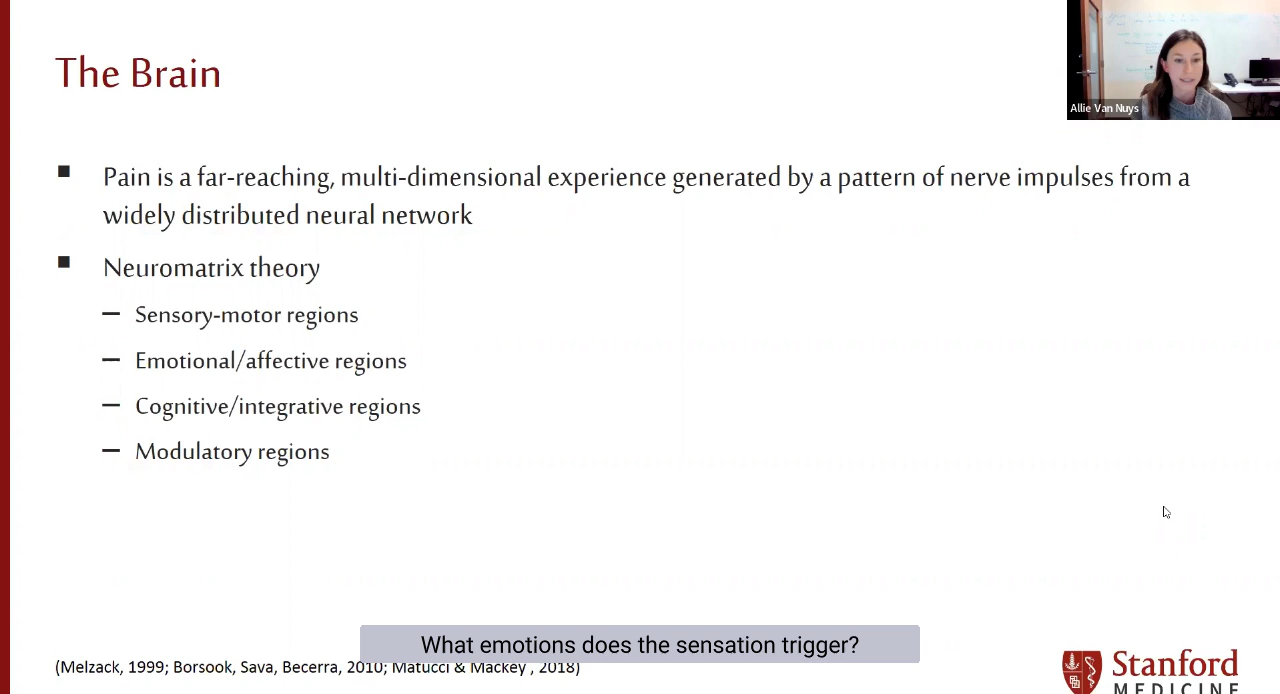 The Brain
Allie Van Nuys
Pain is a far-reaching, multi-dimensional experience generated by a pattern of nerve impulses from a
widely distributed neural network
Neuromatrix theory
– Sensory-motor regions
– Emotional/affective regions
– Cognitive/integrative regions
– Modulatory regions
What emotions does the sensation trigger?
(Melzack, 1999; Borsook, Sava, Becerra, 2010; Matucci & Mackey , 2018)
Stanford
MEDICINE